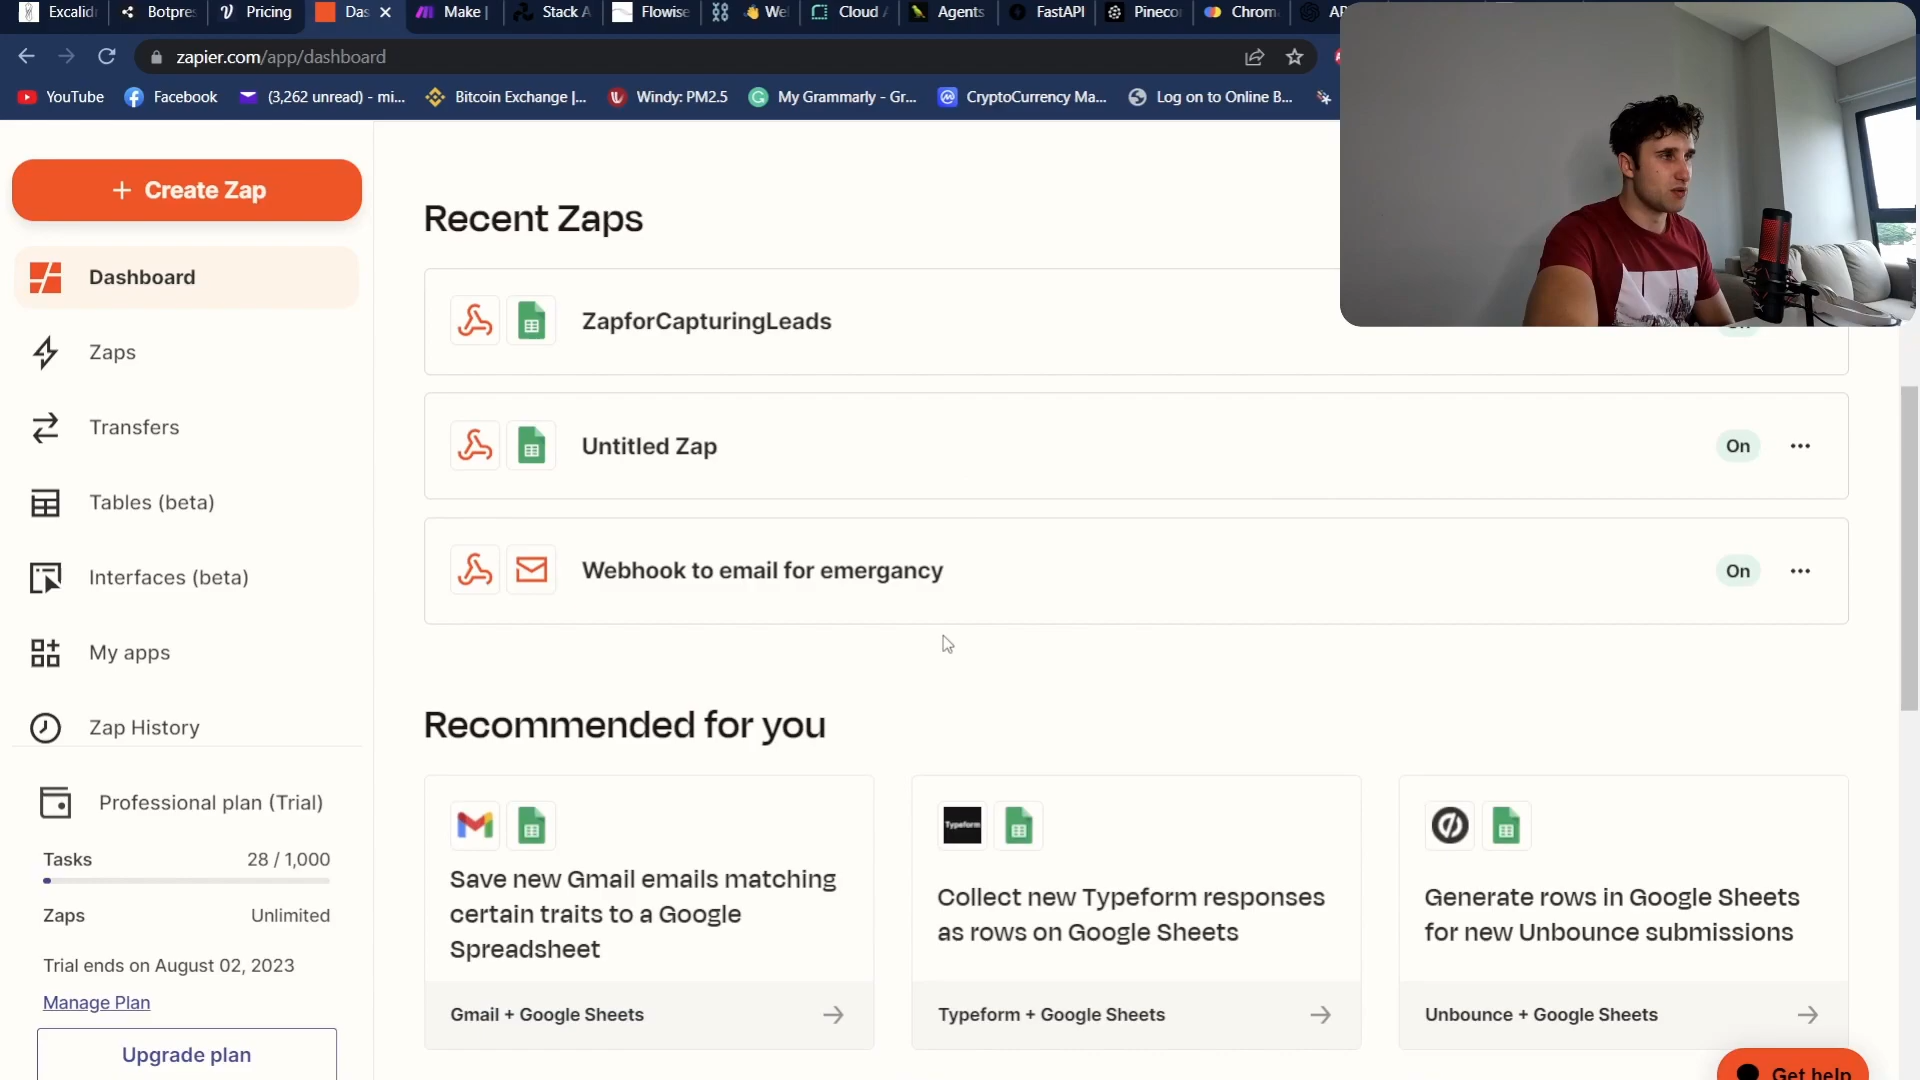 Excalidr
Botpres
Pricing
Das
Make |
Stack A
Flowise
We
Cloud
Agents
FastAPI
Pineco
Chrom
zapier.com/app/dashboard
YouTube
Facebook
(3,262 unread) - mi...
Bitcoin Exchange |...
Windy: PM2.5
My Grammarly - Gr...
CryptoCurrency Ma...
Log on to Online B...
+ Create Zap
Dashboard
Zaps
Transfers
Tables (beta)
Interfaces (beta)
My apps
Zap History
Professional plan (Trial)
Tasks 28 / 1,000
Zaps Unlimited
Trial ends on August 02, 2023
Manage Plan
Upgrade plan
Recent Zaps
ZapforCapturingLeads
Untitled Zap
On
Webhook to email for emergancy
On
Recommended for you
Save new Gmail emails matching
certain traits to a Google
Spreadsheet
Gmail + Google Sheets
Typeform
Collect new Typeform responses
as rows on Google Sheets
Typeform + Google Sheets
Generate rows in Google Sheets
for new Unbounce submissions
Unbounce + Google Sheets
Get help